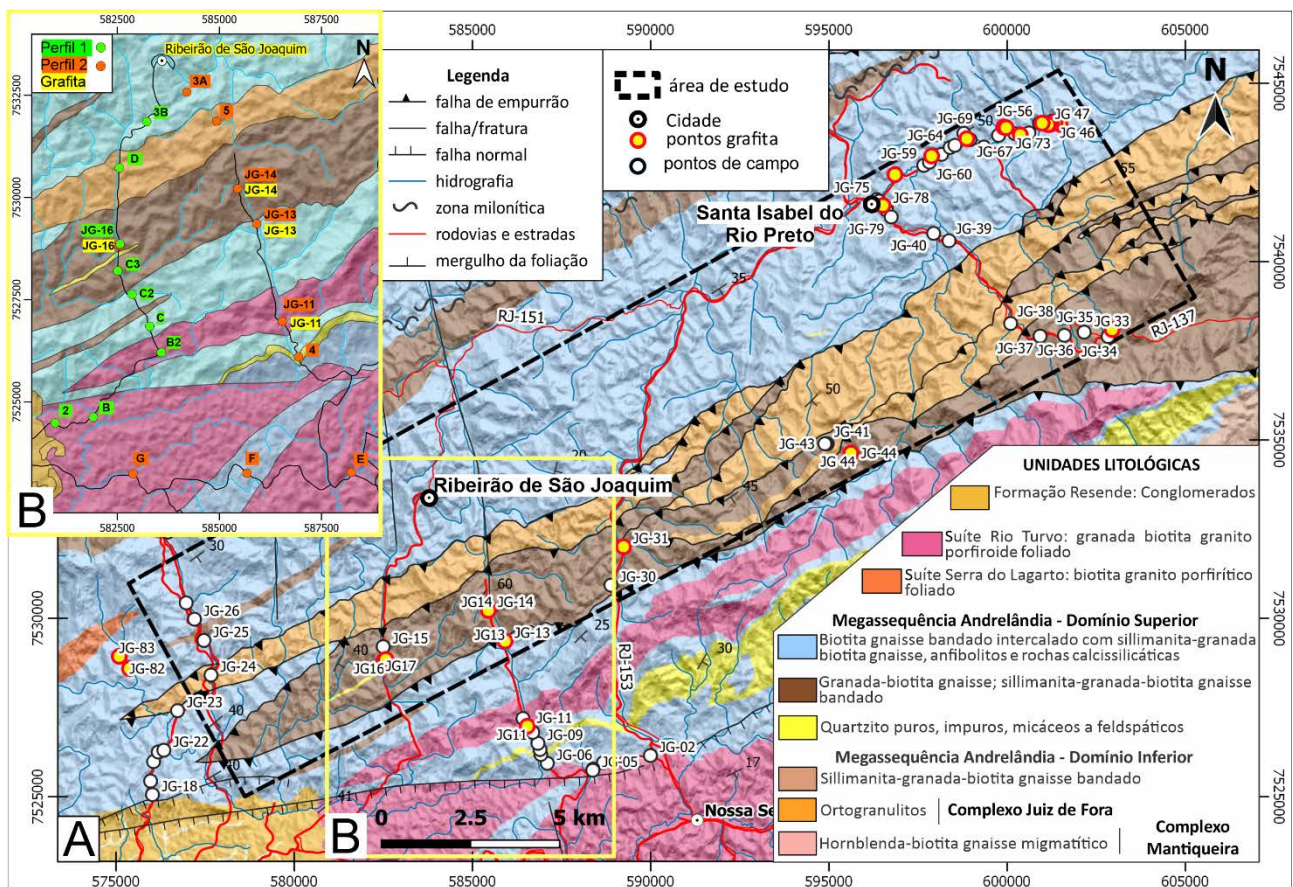 582500
585000
587500
B
Perfil 1
Perfil 2
Grafita
Ribeirão de São Joaquim
N
3A
3B
5
D
JG-14
JG-14
JG-13
JG-13
JG-16
JG-16
C3
C2
C
B2
JG-11
JG-11
4
2
B
G
F
E
7532500
7530000
7527500
7525000
582500
585000
587500
585000
590000
595000
600000
605000
Legenda
falha de empurrão
falha/fratura
falha normal
hidrografia
zona milonítica
rodovias e estradas
mergulho da foliação
área de estudo
Cidade
pontos grafita
pontos de campo
N
7545000
7540000
7535000
7530000
7525000
JG-69
50
JG-56
JG 47
JG-64
JG 46
JG-59
JG-67
JG 73
JG-60
55
JG-75
JG-78
Santa Isabel do
Rio Preto
JG-79
JG-40
JG-39
35
RJ-151
JG-38
JG-35
JG 33
RJ-137
JG-37
JG-36
JG-34
50
JG-41
JG-43
JG-44
JG 44
45
20
Ribeirão de São Joaquim
JG-31
JG-30
60
JG14
JG-14
JG13
JG-13
25
RJ-153
30
JG-15
40
JG16
JG17
30
JG-26
JG-25
JG-24
JG-83
JG-82
JG-23
40
JG-22
JG-18
40
41
JG-11
JG11
JG-09
JG-06
JG-05
JG-02
17
Nossa Se
7530000
7525000
A
B
0
2.5
5 km
575000
580000
585000
590000
595000
600000
605000
UNIDADES LITOLÓGICAS
Formação Resende: Conglomerados
Suíte Rio Turvo: granada biotita granito
porfiroide foliado
Suíte Serra do Lagarto: biotita granito porfirítico
foliado
Megassequência Andrelândia - Domínio Superior
Biotita gnaisse bandado intercalado com sillimanita-granada
biotita gnaisse, anfibolitos e rochas calcissilicáticas
Granada-biotita gnaisse; sillimanita-granada-biotita gnaisse
bandado
Quartzito puros, impuros, micáceos a feldspáticos
Megassequência Andrelândia - Domínio Inferior
Sillimanita-granada-biotita gnaisse bandado
Ortogranulitos
Complexo Juiz de Fora
Hornblenda-biotita gnaisse migmatítico
Complexo
Mantiqueira